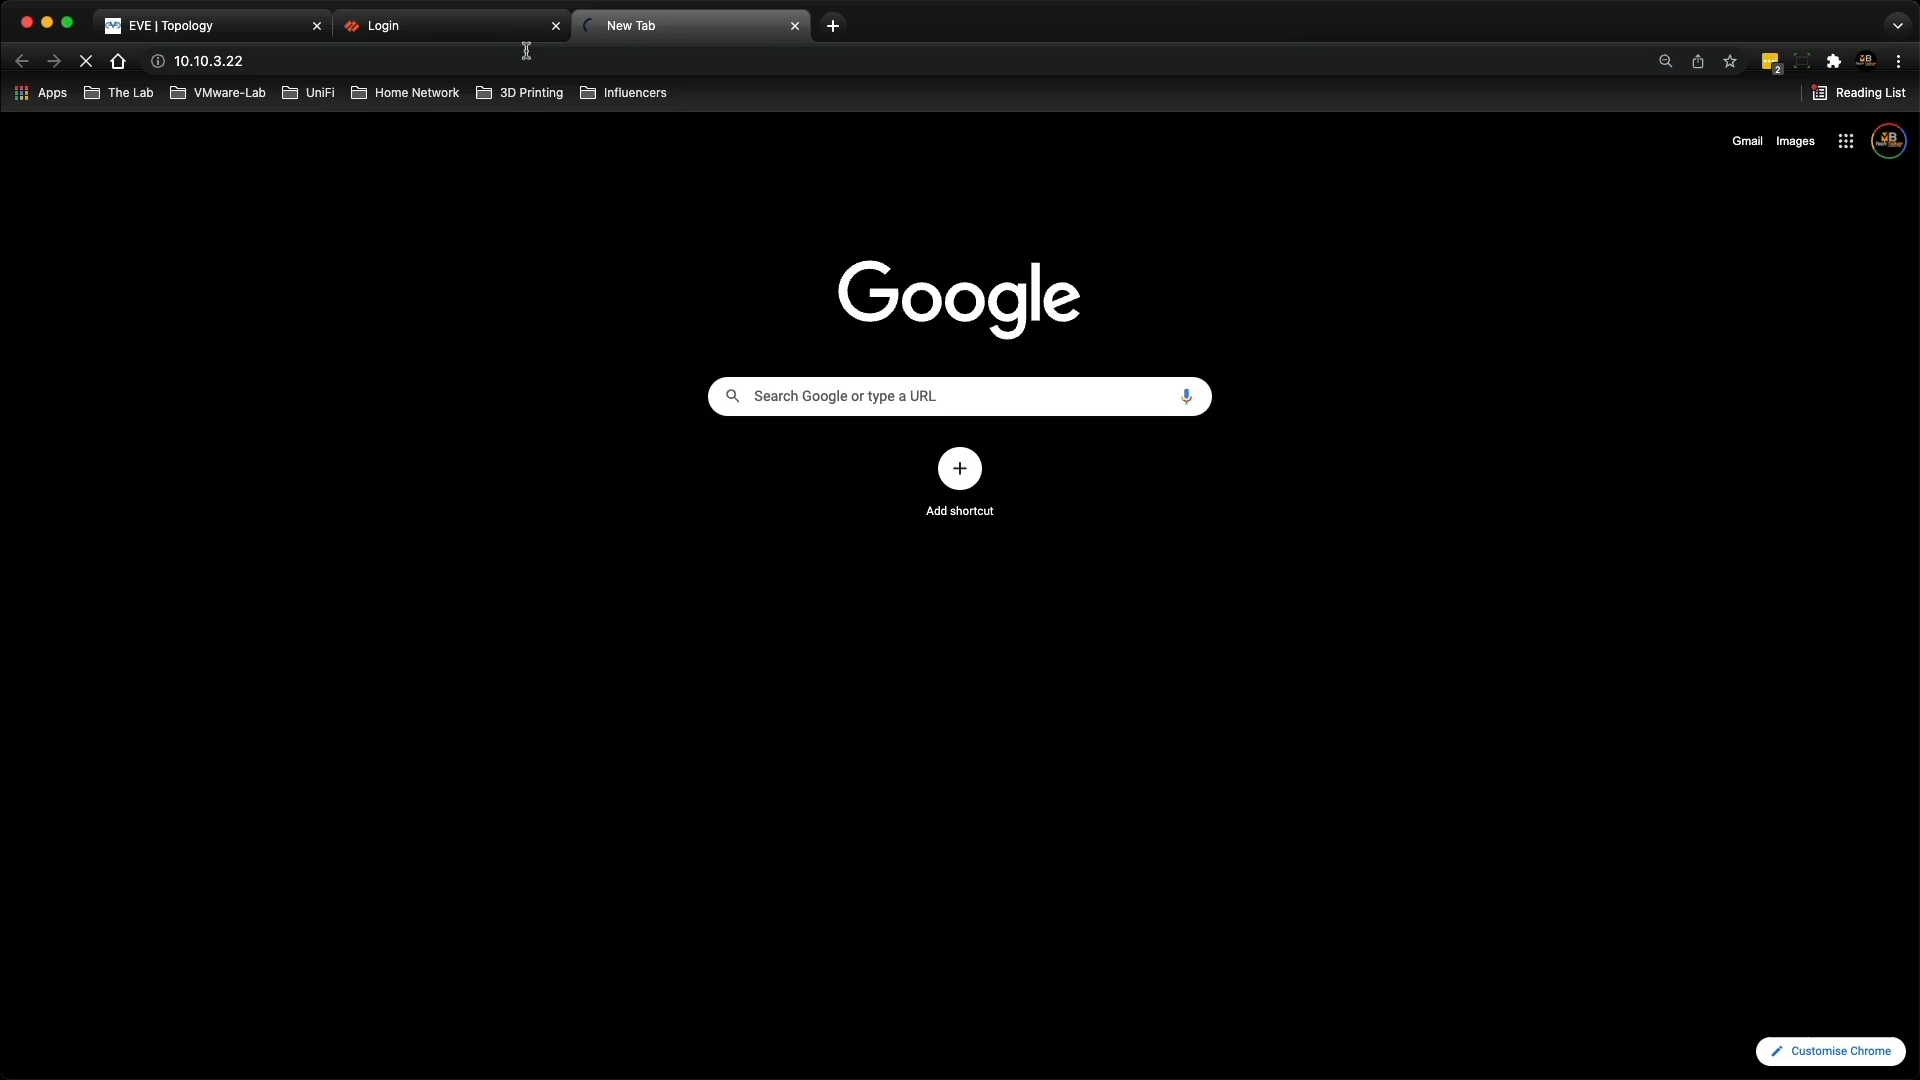 EVE | Topology
Login
New Tab
10.10.3.22
2
Apps
The Lab
VMware-Lab
UniFi
Home Network
3D Printing
Influencers
Reading List
Gmail
Images
Google
Search Google or type a URL
Add shortcut
Customise Chrome